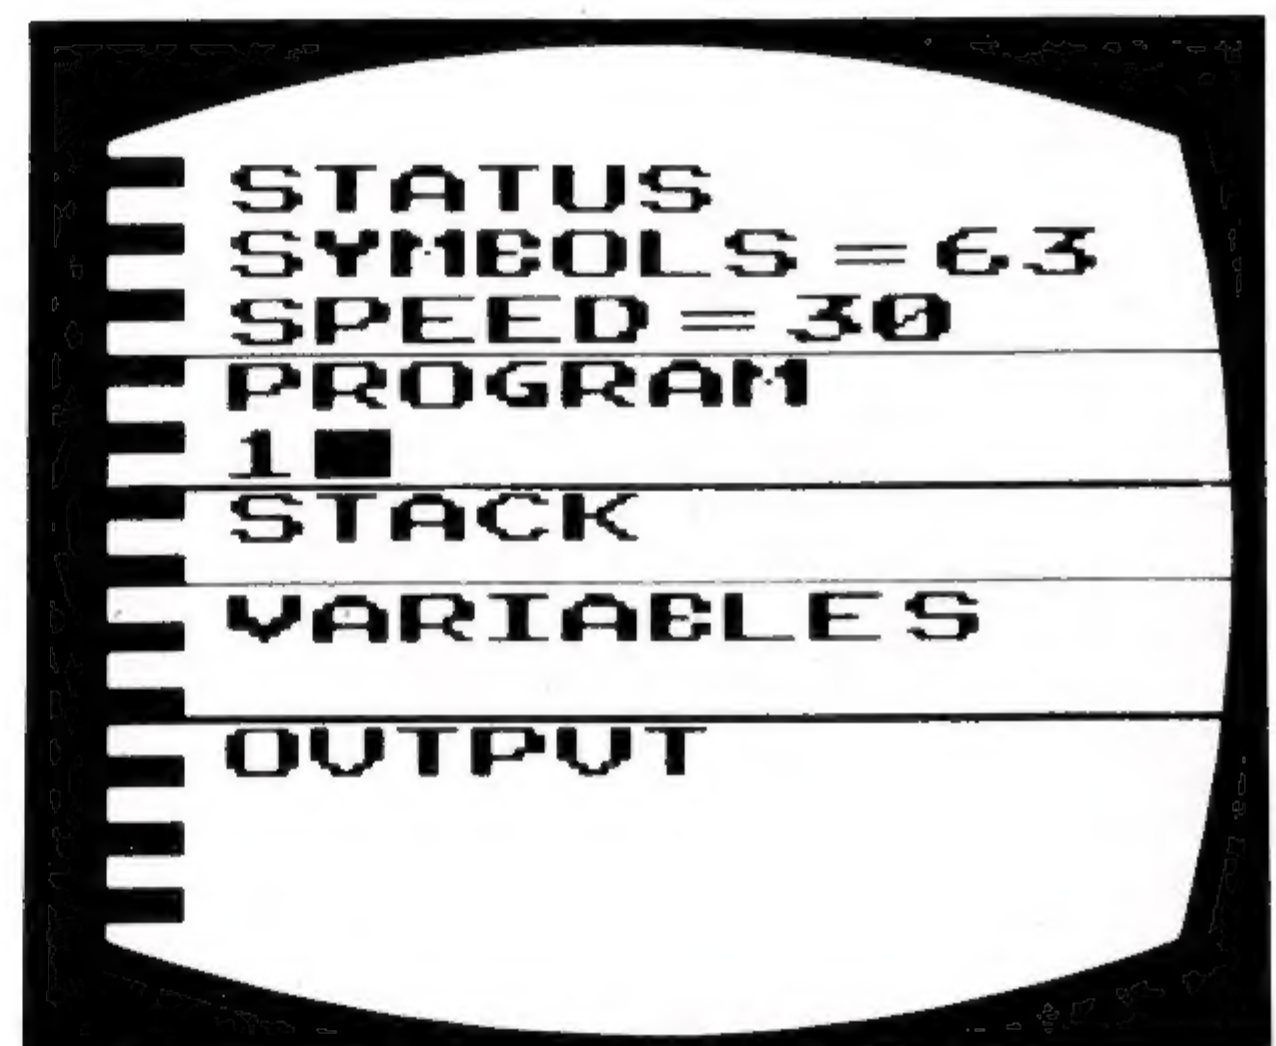 STATUS
SYMBOLS = 63
SPEED = 30
PROGRAM
1
STACK
VARIABLES
OUTPUT